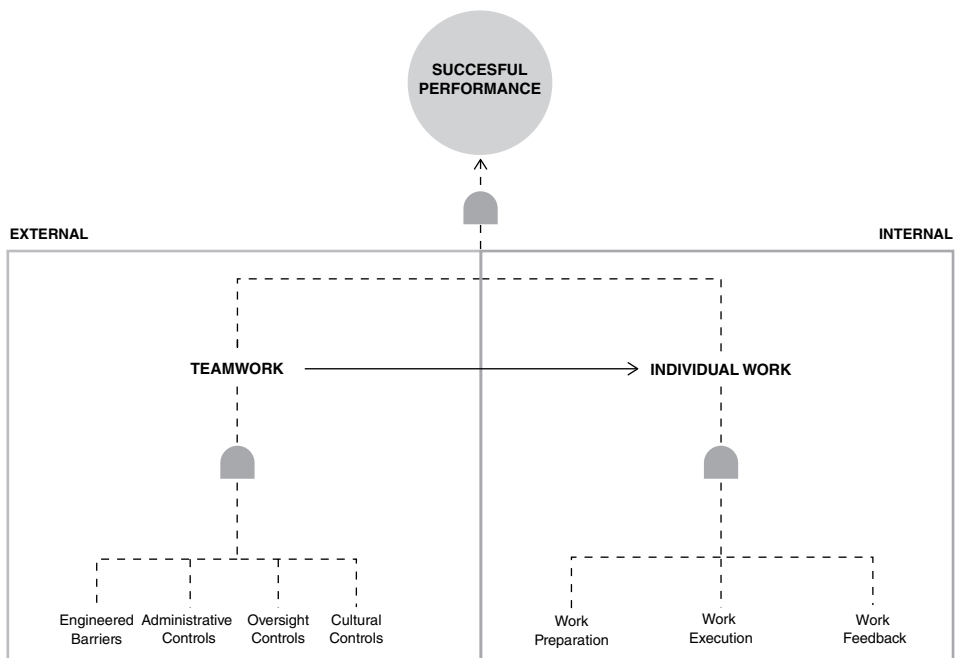 SUCCESFUL
PERFORMANCE
EXTERNAL
INTERNAL
TEAMWORK
INDIVIDUAL WORK
Engineered
Barriers
Administrative
Controls
Oversight
Controls
Cultural
Controls
Work
Preparation
Work
Execution
Work
Feedback